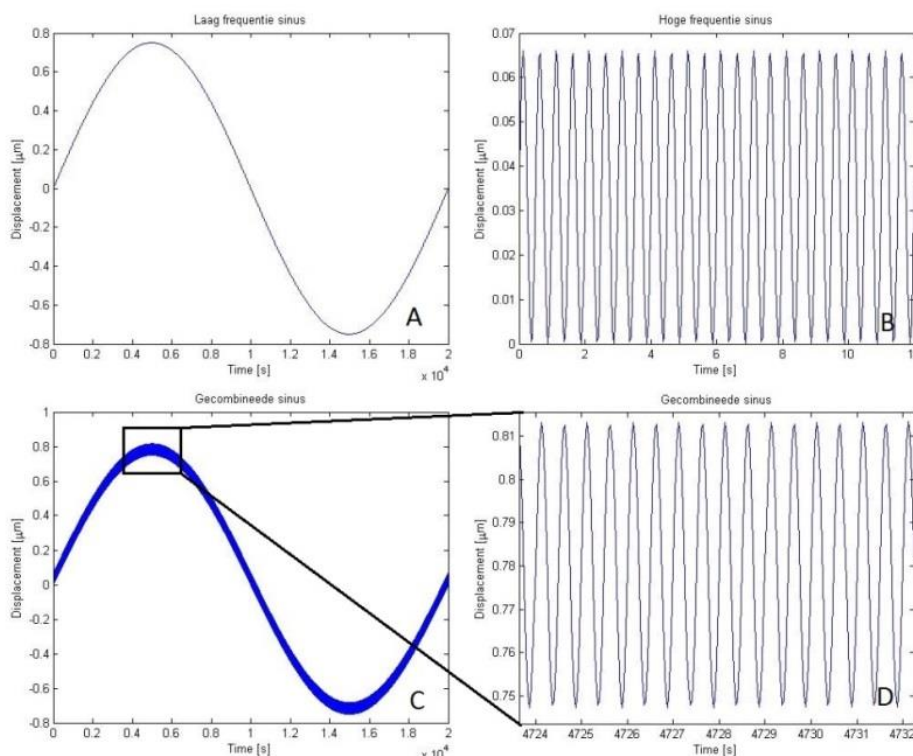 Laag frequentie sinus
0.8
0.6
0.4
0.2
0
-0.2
-0.4
-0.6
-0.8
Displacement [µm]
A
0 0.2 0.4 0.6 0.8 1 1.2 1.4 1.6 1.8 2
Time [s]
x 10^4
Hoge frequentie sinus
0.07
0.06
0.05
0.04
0.03
0.02
0.01
0
Displacement [µm]
B
0 2 4 6 8 10
Time [s]
Gecombineede sinus
1
0.8
0.6
0.4
0.2
0
-0.2
-0.4
-0.6
-0.8
Displacement [µm]
C
0 0.2 0.4 0.6 0.8 1 1.2 1.4 1.6 1.8 2
Time [s]
x 10^4
Gecombineede sinus
0.81
0.8
0.79
0.78
0.77
0.76
0.75
Displacement [µm]
D
4724 4725 4726 4727 4728 4729 4730 4731 4732
Time [s]